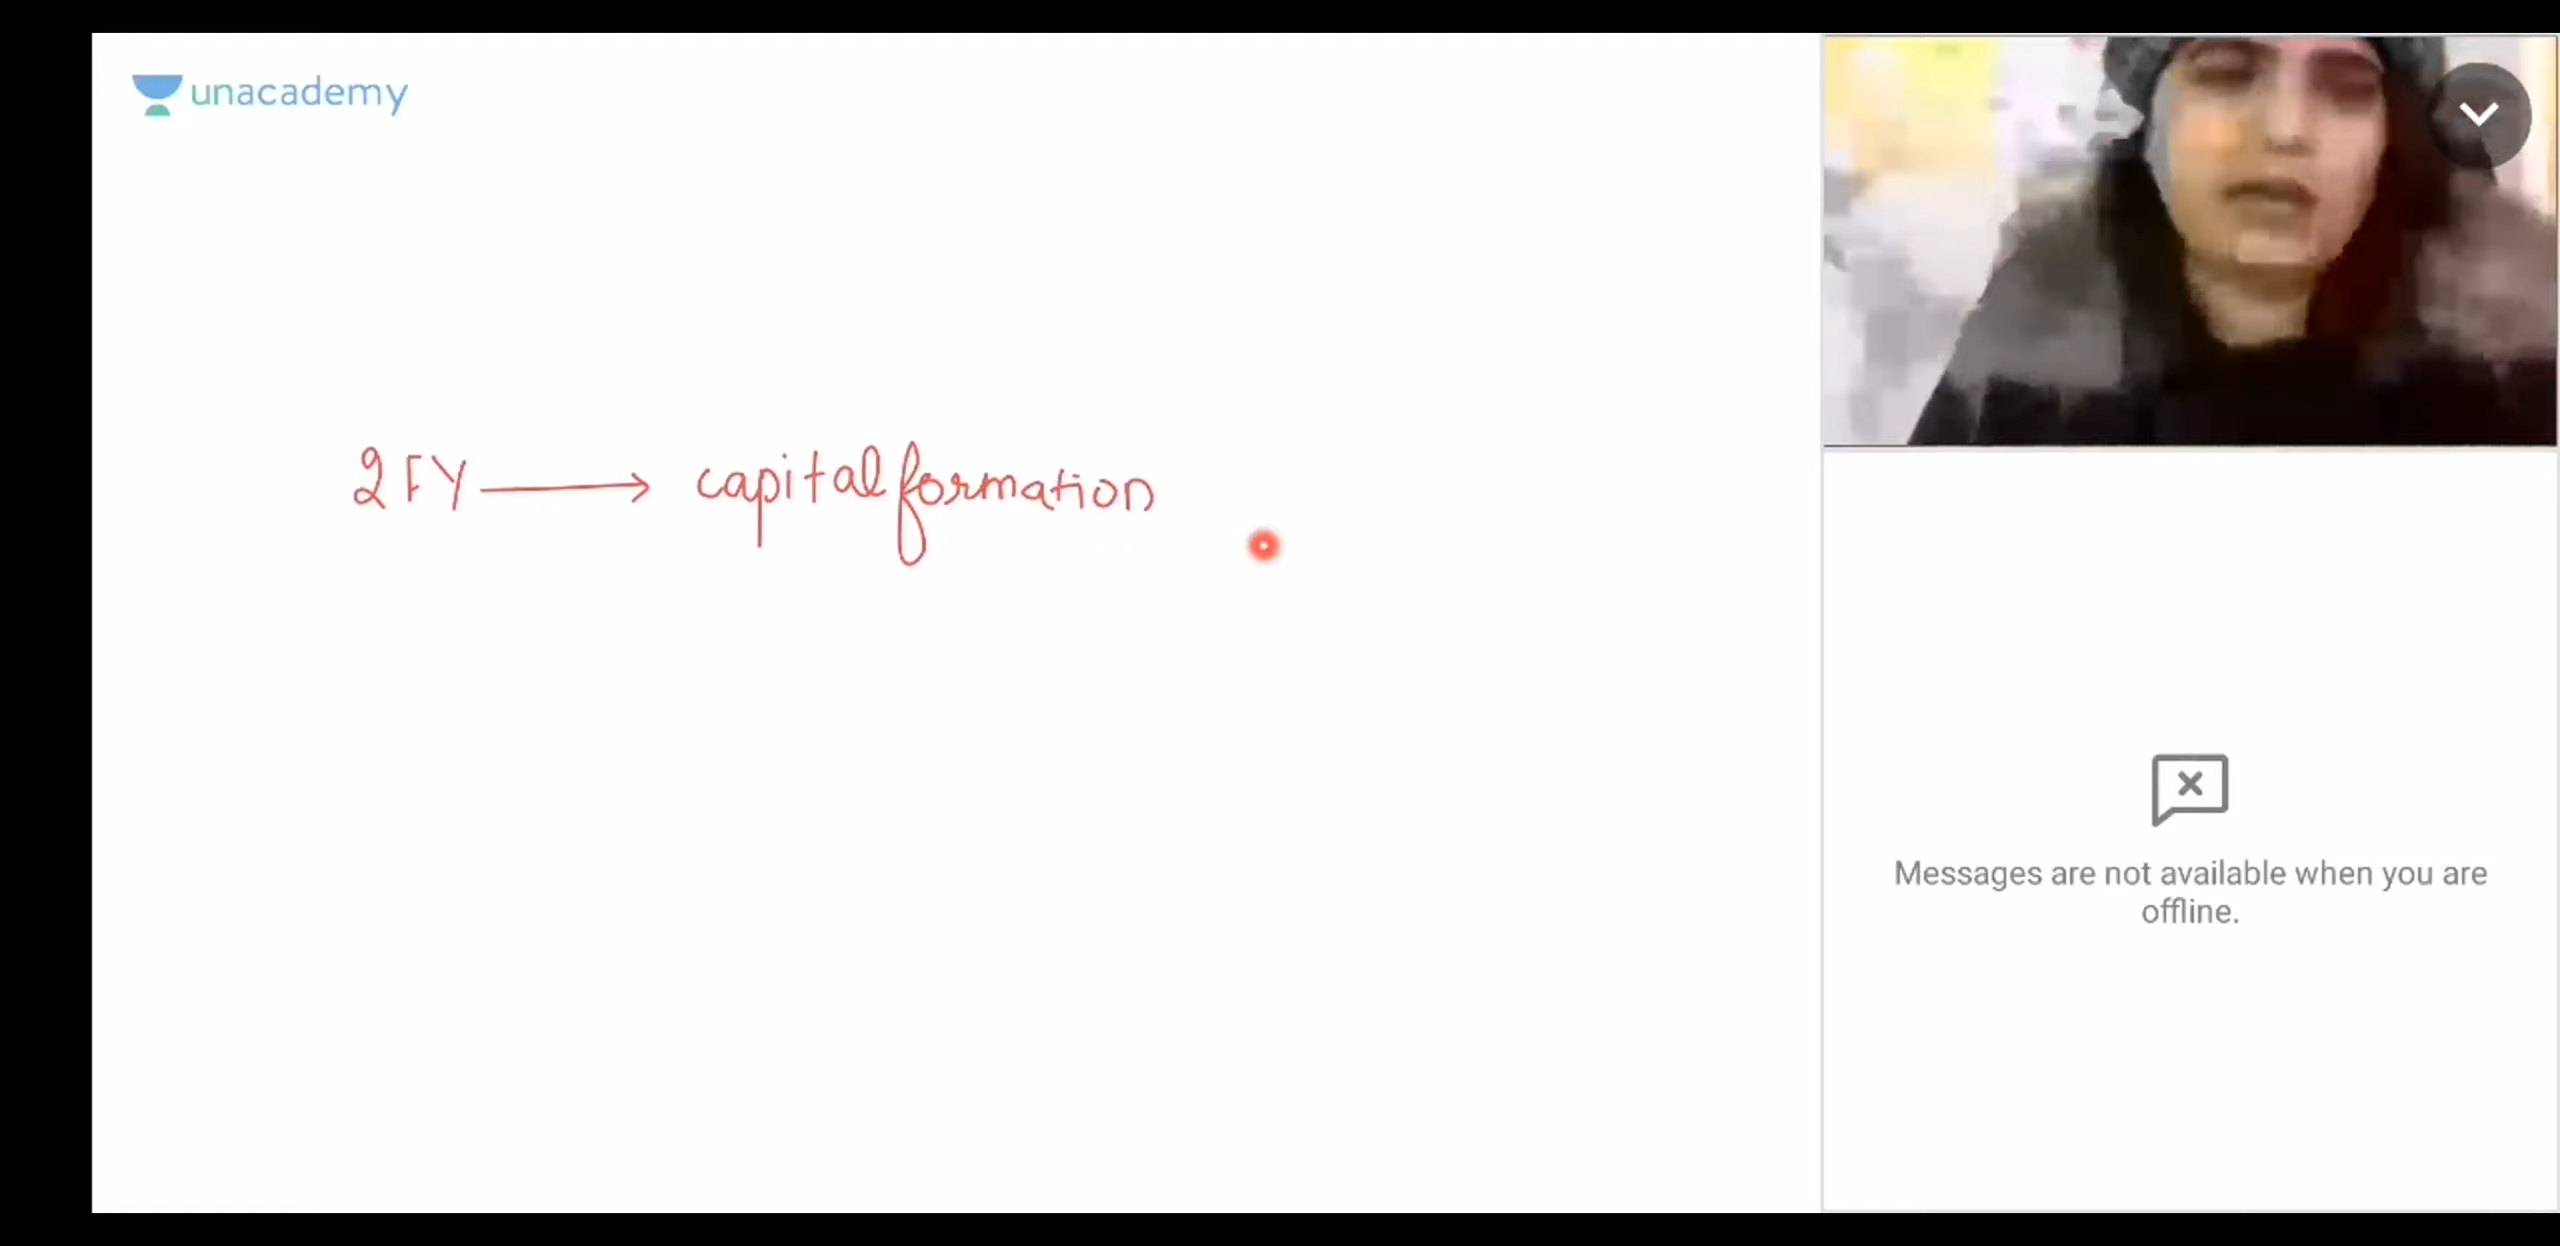 unacademy
2FY → capital formation
Messages are not available when you are
offline.